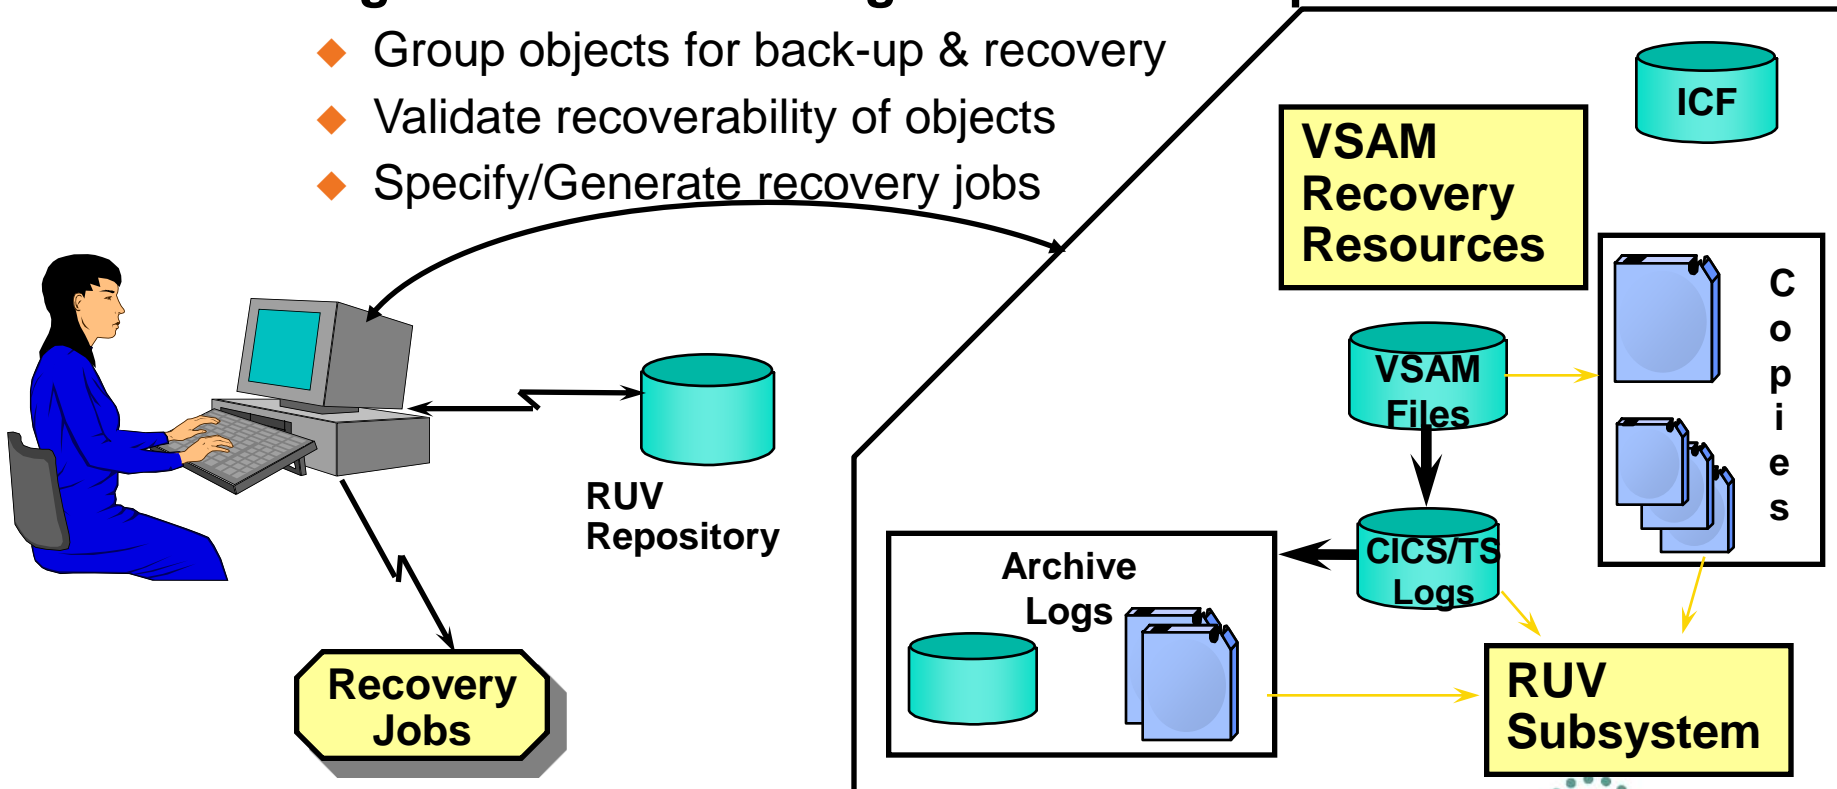 Group objects for back-up & recovery
Validate recoverability of objects
Specify/Generate recovery jobs
ICF
VSAM
Recovery
Resources
C
o
p
i
e
s
VSAM
Files
RUV
Repository
CICS/TS
Logs
Archive
Logs
Recovery
Jobs
RUV
Subsystem